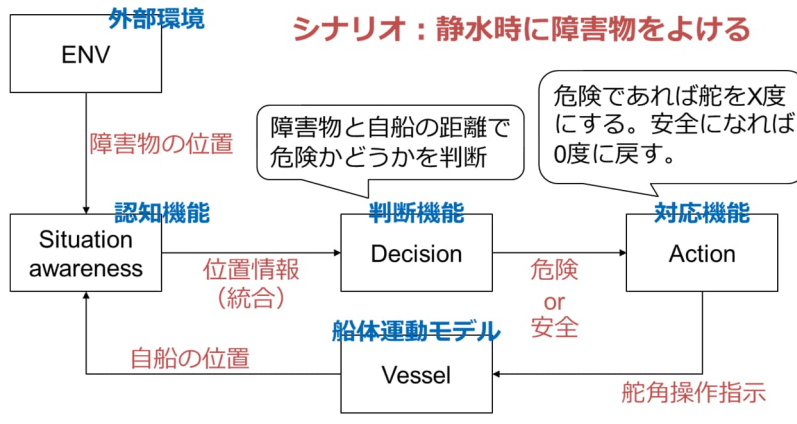 シナリオ：静水時に障害物をよける
外部環境
ENV
障害物の位置
障害物と自船の距離で
危険かどうかを判断
危険であれば舵をX度
にする。安全になれば
0度に戻す。
認知機能
Situation
awareness
位置情報
（統合）
判断機能
Decision
危険
or
安全
対応機能
Action
船体運動モデル
Vessel
自船の位置
舵角操作指示